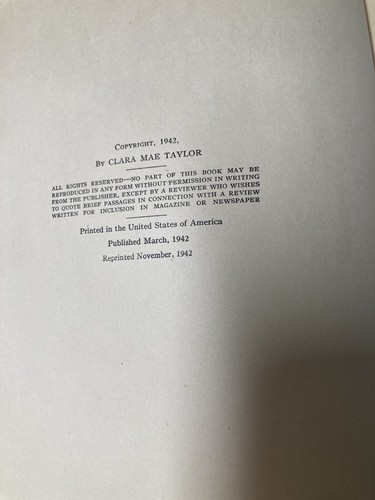 COPYRIGHT, 1942,
BY CLARA MAE TAYLOR
ALL RIGHTS RESERVED—NO PART OF THIS BOOK MAY BE
REPRODUCED IN ANY FORM WITHOUT PERMISSION IN WRITING
FROM THE PUBLISHER, EXCEPT BY A REVIEWER WHO WISHES
TO QUOTE BRIEF PASSAGES IN CONNECTION WITH A REVIEW
WRITTEN FOR INCLUSION IN MAGAZINE OR NEWSPAPER
Printed in the United States of America
Published March, 1942
Reprinted November, 1942